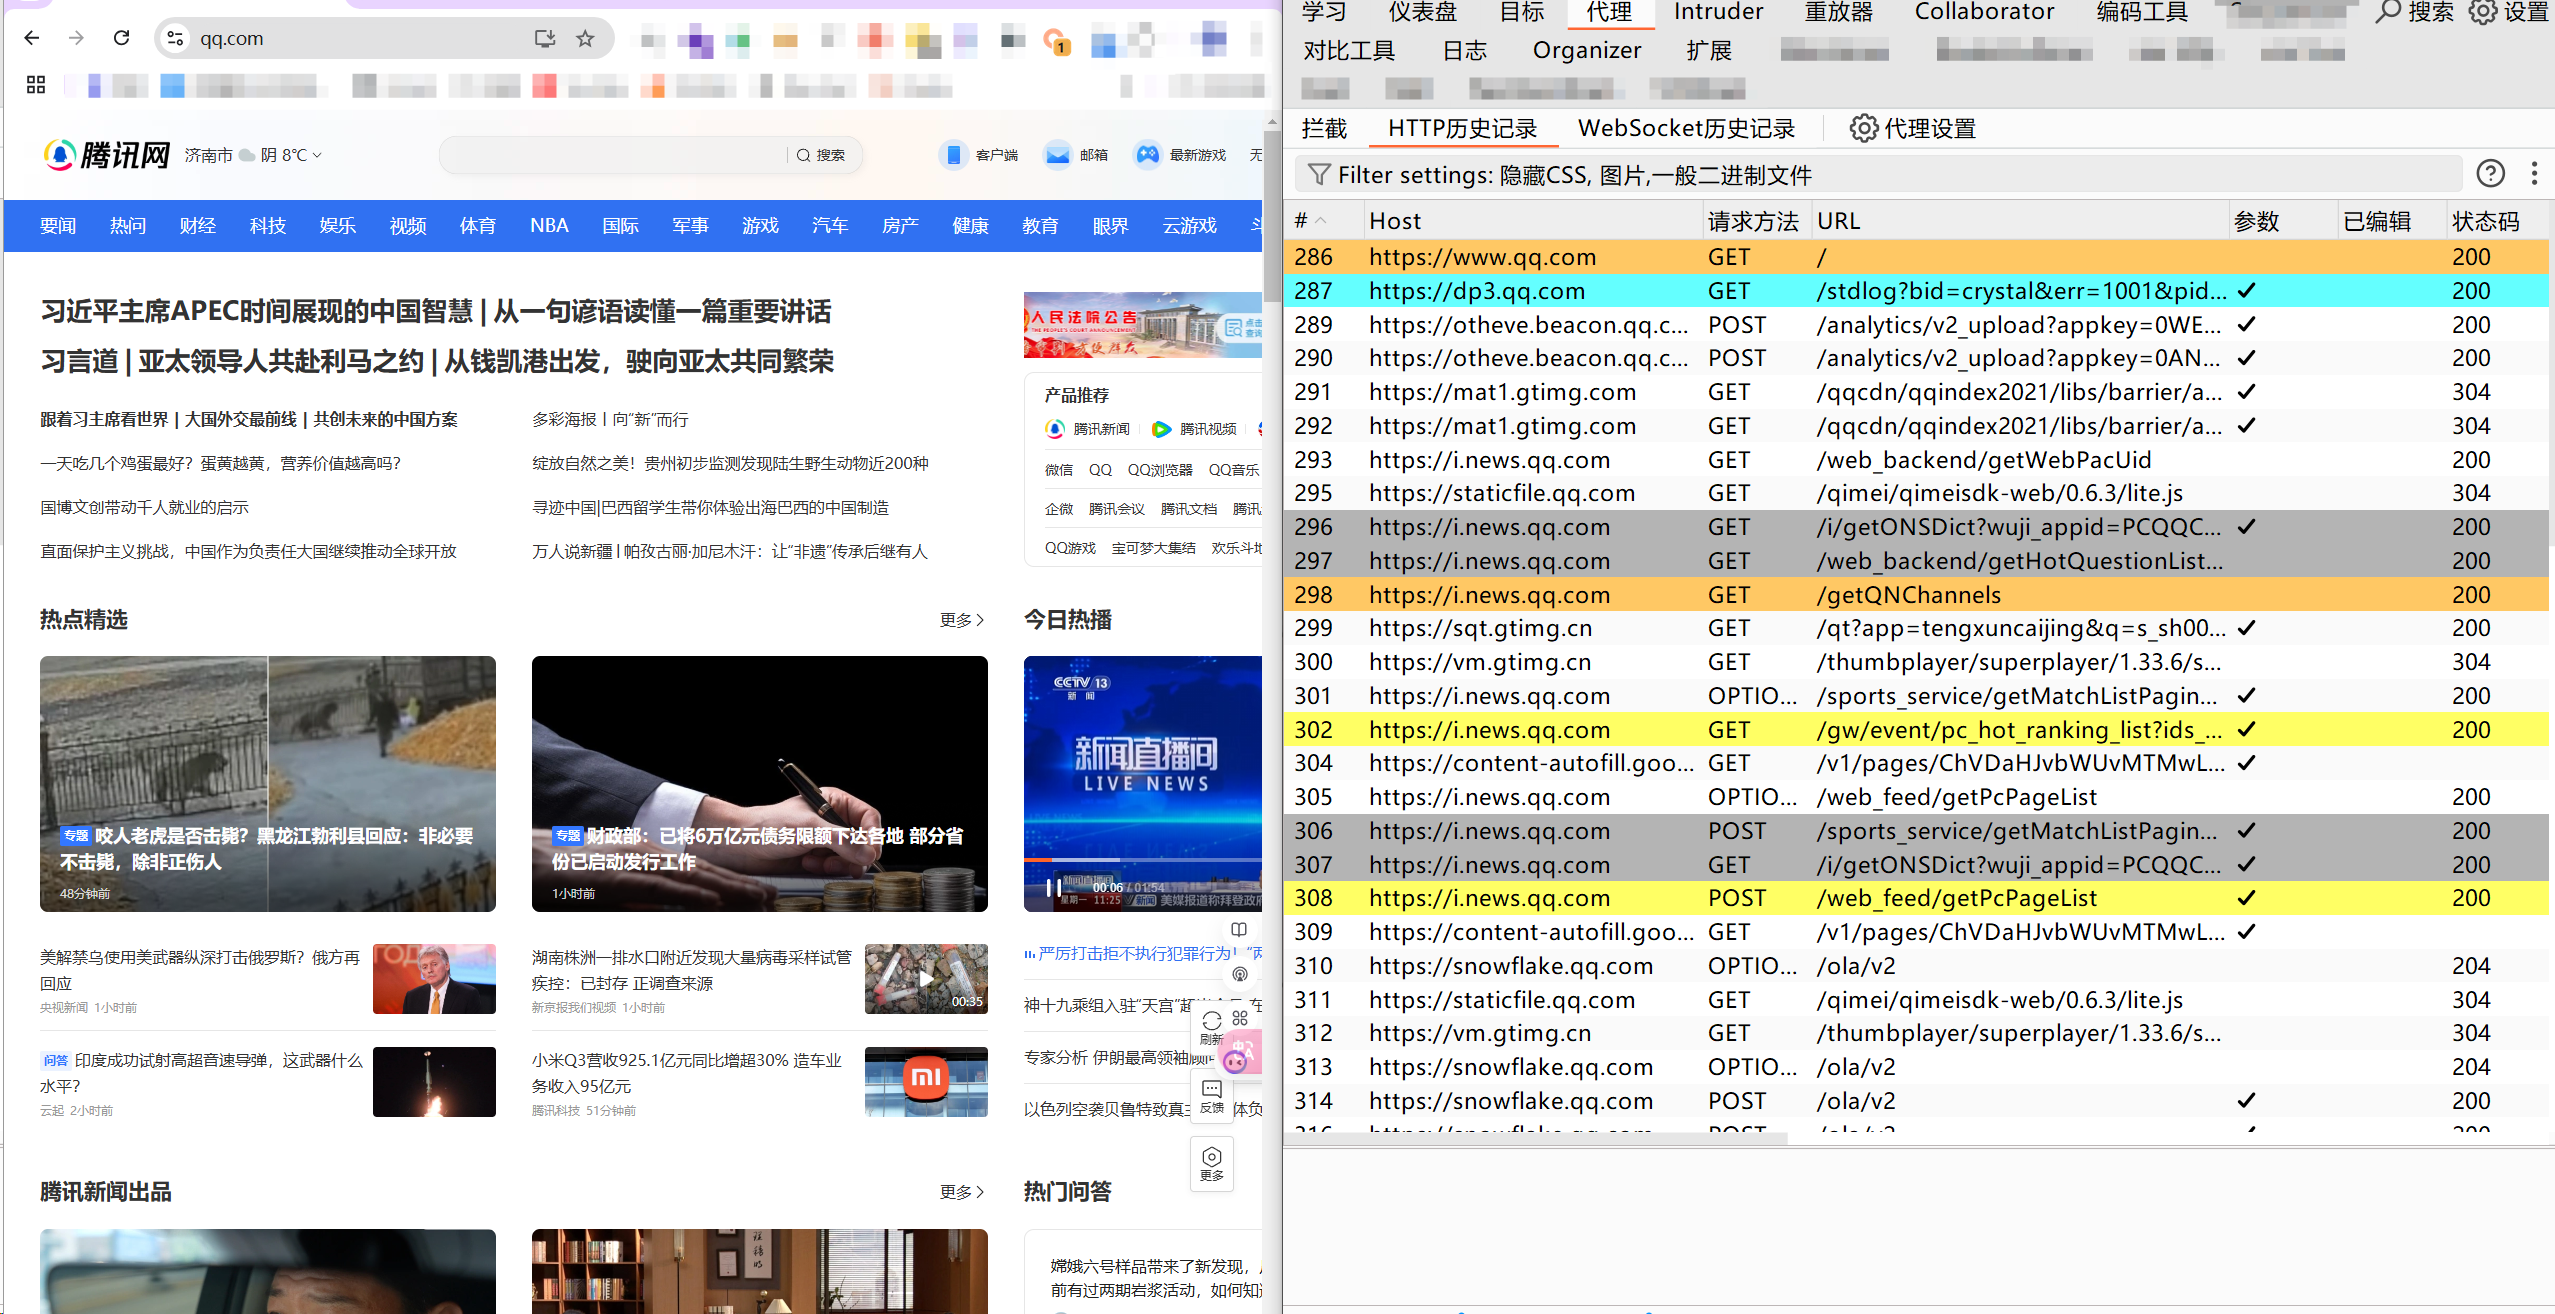 qq.com
1
腾讯网
济南市 阴 8℃
搜索
客户端
邮箱
最新游戏
要闻 热问 财经 科技 娱乐 视频 体育 NBA 国际 军事 游戏 汽车 房产 健康 教育 眼界 云游戏
习近平主席APEC时间展现的中国智慧 | 从一句谚语读懂一篇重要讲话
习言道 | 亚太领导人共赴利马之约 | 从钱凯港出发，驶向亚太共同繁荣
跟着习主席看世界 | 大国外交最前线 | 共创未来的中国方案
多彩海报丨向“新”而行
一天吃几个鸡蛋最好？蛋黄越黄，营养价值越高吗？
绽放自然之美！贵州初步监测发现陆生野生动物近200种
国博文创带动千人就业的启示
寻迹中国|巴西留学生带你体验出海巴西的中国制造
直面保护主义挑战，中国作为负责任大国继续推动全球开放
万人说新疆 | 帕孜古丽·加尼木汗：让“非遗”传承后继有人
人民法院公告
THE PEOPLE'S COURT ANNOUNCEMENT
产品推荐
腾讯新闻 腾讯视频
微信 QQ QQ浏览器 QQ音乐
企微 腾讯会议 腾讯文档 腾讯
QQ游戏 宝可梦大集结 欢乐斗地
热点精选
更多
今日热播
专题 咬人老虎是否击毙？黑龙江勃利县回应：非必要
不击毙，除非正伤人
48分钟前
专题 财政部：已将6万亿元债务限额下达各地 部分省
份已启动发行工作
1小时前
CCTV 13
新闻
新闻直播间
LIVE NEWS
00:06 / 01:54
星期一 11:25 新闻 美媒报道称拜登政府
美解禁乌使用美武器纵深打击俄罗斯？俄方再
回应
央视新闻 1小时前
湖南株洲一排水口附近发现大量病毒采样试管
疾控：已封存 正调查来源
新京报我们视频 1小时前
00:35
严厉打击拒不执行犯罪行为！
神十九乘组入驻“天宫”
专家分析 伊朗最高领袖顾问
以色列空袭贝鲁特致真主
问答 印度成功试射高超音速导弹，这武器什么
水平？
云起 2小时前
小米Q3营收925.1亿元同比增超30% 造车业
务收入95亿元
腾讯科技 51分钟前
刷新
反馈
更多
腾讯新闻出品
更多
热门问答
嫦娥六号样品带来了新发现，
前有过两期岩浆活动，如何知
学习 仪表盘 目标 代理 Intruder 重放器 Collaborator 编码工具
搜索 设置
对比工具 日志 Organizer 扩展
拦截 HTTP历史记录 WebSocket历史记录 代理设置
Filter settings: 隐藏CSS, 图片,一般二进制文件
# Host 请求方法 URL 参数 已编辑 状态码
286 https://www.qq.com GET / 200
287 https://dp3.qq.com GET /stdlog?bid=crystal&err=1001&pid... ✓ 200
289 https://otheve.beacon.qq.c... POST /analytics/v2_upload?appkey=0WE... ✓ 200
290 https://otheve.beacon.qq.c... POST /analytics/v2_upload?appkey=0AN... ✓ 200
291 https://mat1.gtimg.com GET /qqcdn/qqindex2021/libs/barrier/a... ✓ 304
292 https://mat1.gtimg.com GET /qqcdn/qqindex2021/libs/barrier/a... ✓ 304
293 https://i.news.qq.com GET /web_backend/getWebPacUid 200
295 https://staticfile.qq.com GET /qimei/qimeisdk-web/0.6.3/lite.js 304
296 https://i.news.qq.com GET /i/getONSDict?wuji_appid=PCQQC... ✓ 200
297 https://i.news.qq.com GET /web_backend/getHotQuestionList... 200
298 https://i.news.qq.com GET /getQNChannels 200
299 https://sqt.gtimg.cn GET /qt?app=tengxuncaijing&q=s_sh00... ✓ 200
300 https://vm.gtimg.cn GET /thumbplayer/superplayer/1.33.6/s... 304
301 https://i.news.qq.com OPTIO... /sports_service/getMatchListPagin... ✓ 200
302 https://i.news.qq.com GET /gw/event/pc_hot_ranking_list?ids_... ✓ 200
304 https://content-autofill.goo... GET /v1/pages/ChVDaHJvbWUvMTMwL... ✓
305 https://i.news.qq.com OPTIO... /web_feed/getPcPageList 200
306 https://i.news.qq.com POST /sports_service/getMatchListPagin... ✓ 200
307 https://i.news.qq.com GET /i/getONSDict?wuji_appid=PCQQC... ✓ 200
308 https://i.news.qq.com POST /web_feed/getPcPageList ✓ 200
309 https://content-autofill.goo... GET /v1/pages/ChVDaHJvbWUvMTMwL... ✓
310 https://snowflake.qq.com OPTIO... /ola/v2 204
311 https://staticfile.qq.com GET /qimei/qimeisdk-web/0.6.3/lite.js 304
312 https://vm.gtimg.cn GET /thumbplayer/superplayer/1.33.6/s... 304
313 https://snowflake.qq.com OPTIO... /ola/v2 204
314 https://snowflake.qq.com POST /ola/v2 ✓ 200